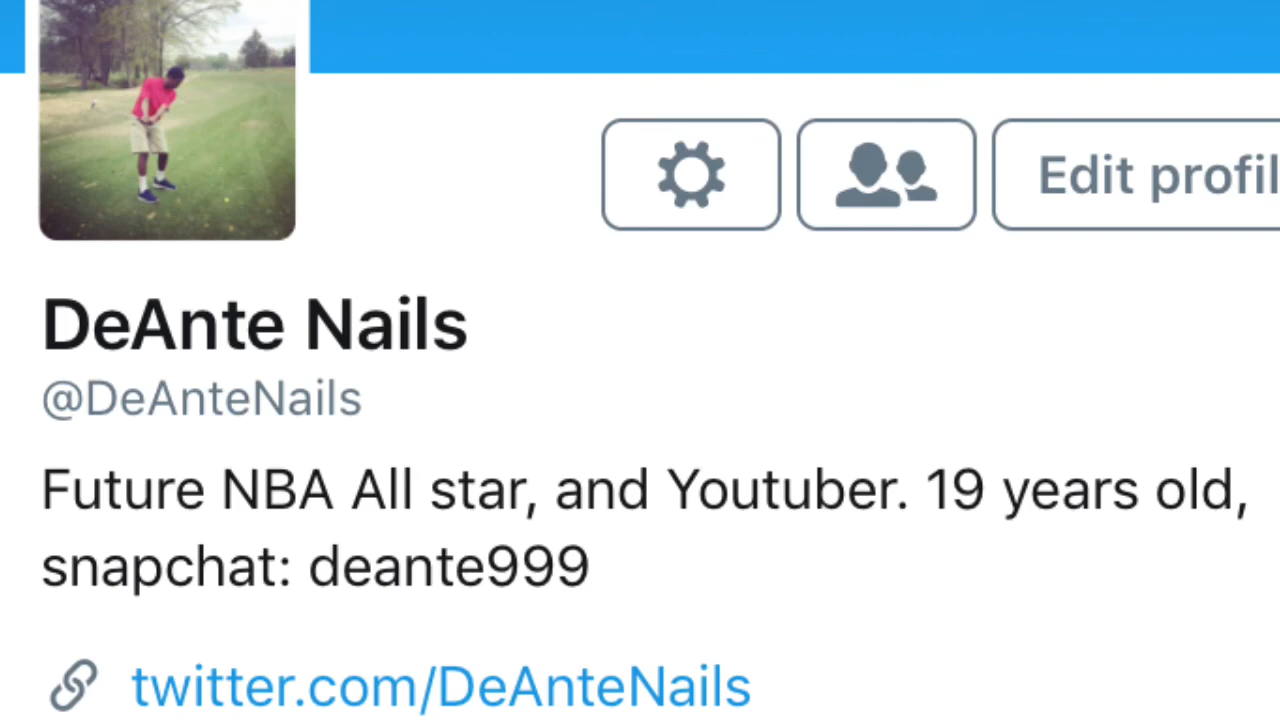 Edit profil
DeAnte Nails
@DeAnteNails
Future NBA All star, and Youtuber. 19 years old,
snapchat: deante999
twitter.com/DeAnteNails